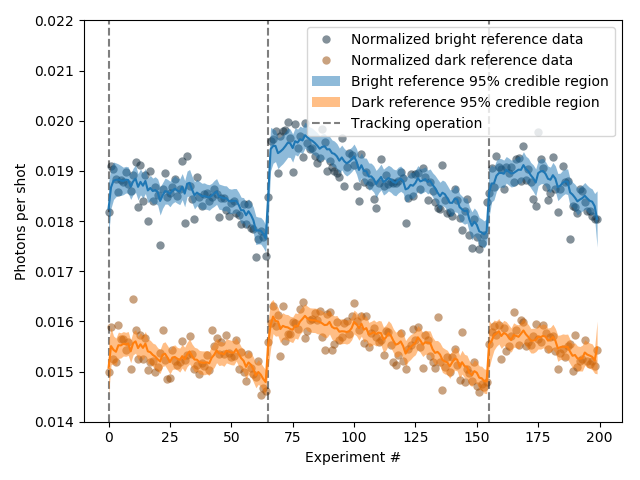 0.022
0.021
0.020
0.019
0.018
0.017
0.016
0.015
0.014
Photons per shot
Normalized bright reference data
Normalized dark reference data
Bright reference 95% credible region
Dark reference 95% credible region
Tracking operation
0 25 50 75 100 125 150 175 200
Experiment #